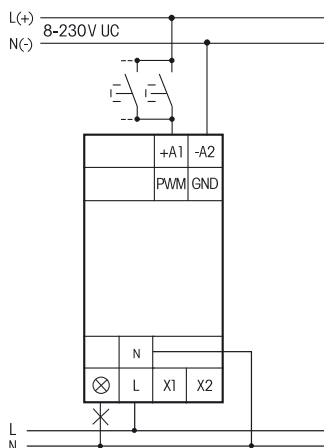 L(+)
8-230V UC
N(-)
+A1 -A2
PWM GND
N
L X1 X2
L
N